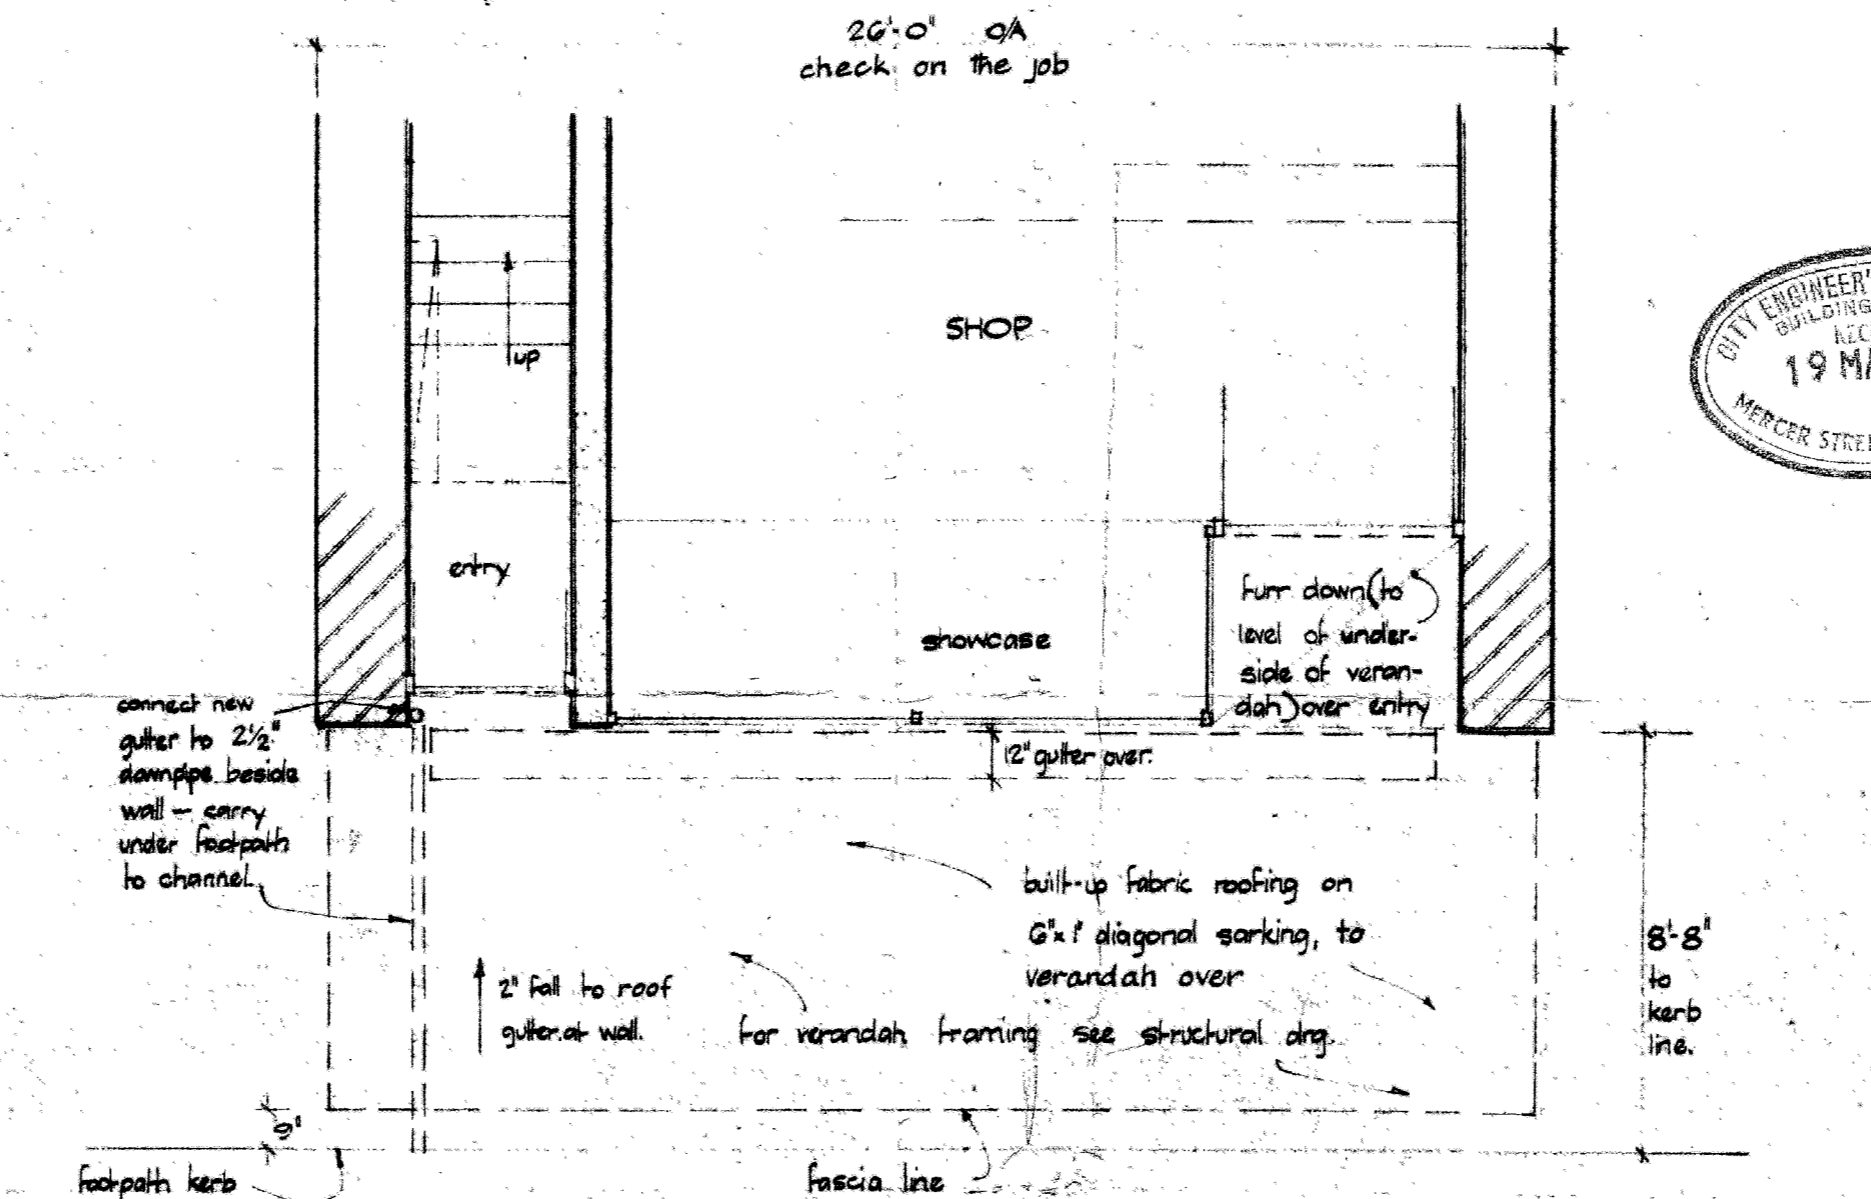 26'-0" O/A
check on the job
SHOP
up
entry
showcase
furr down (to
level of under-
side of veran-
dah) over entry
CITY ENGINEER'
BUILDING
REC
19 MA
MERCER STREE
connect new
gutter to 2½"
downpipe beside
wall - carry
under footpath
to channel.
12" gutter over.
built-up fabric roofing on
6"x1" diagonal sarking, to
verandah over
2" fall to roof
gutter at wall.
for verandah framing see structural drg.
8'-8"
to
kerb
line.
9"
footpath kerb
fascia line